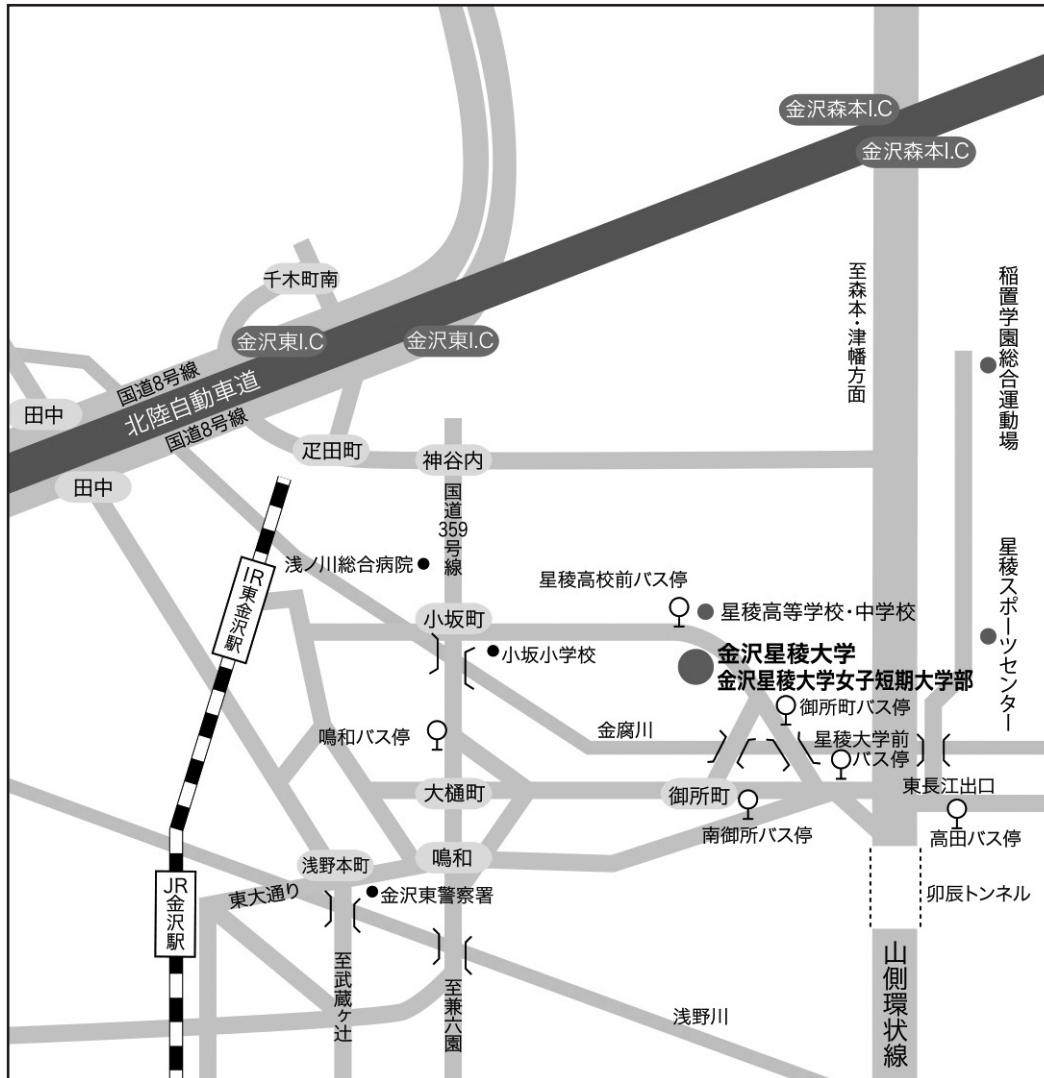 金沢森本I.C
金沢森本I.C
千木町南
金沢東I.C
金沢東I.C
至森本・津幡方面
稲置学園総合運動場
国道8号線
北陸自動車道
国道8号線
田中
田中
疋田町
神谷内
国道359号線
浅ノ川総合病院
IR東金沢駅
星稜高校前バス停
星稜高等学校・中学校
星稜スポーツセンター
小坂町
小坂小学校
金沢星稜大学
金沢星稜大学女子短期大学部
御所町バス停
鳴和バス停
金腐川
星稜大学前
バス停
大樋町
御所町
東長江出口
南御所バス停
高田バス停
鳴和
浅野本町
東大通り
金沢東警察署
JR金沢駅
卯辰トンネル
至武蔵ヶ辻
至兼六園
浅野川
山側環状線